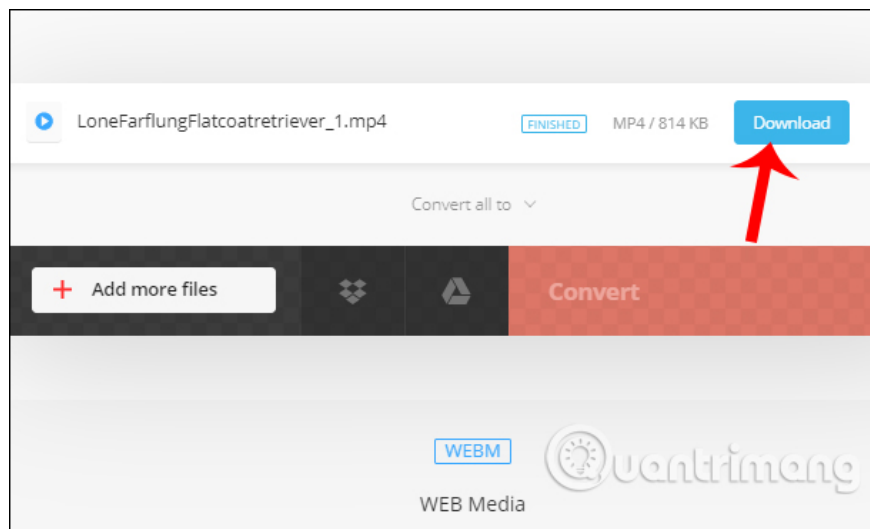 LoneFarflungFlatcoatretriever_1.mp4 FINISHED MP4 / 814 KB Download
Convert all to
Add more files Convert
WEBM
Quantrimang
WEB Media